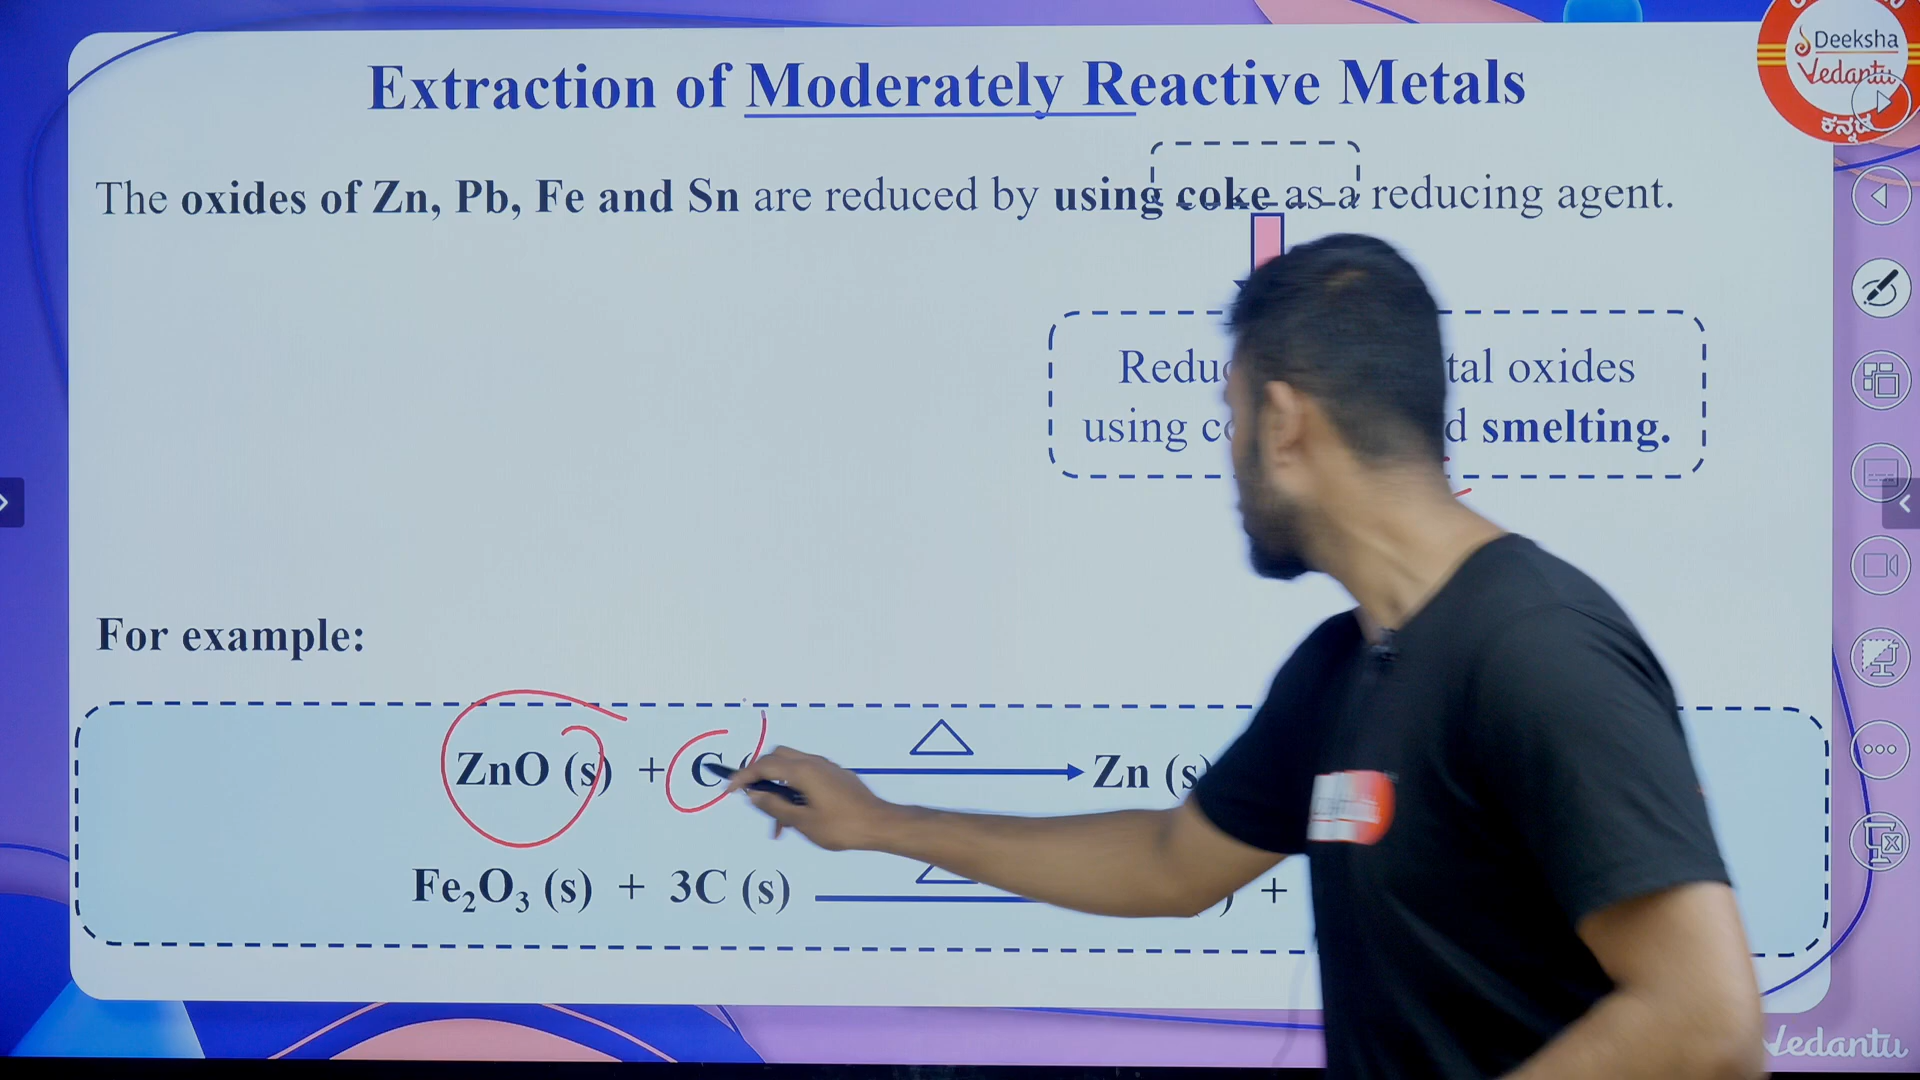 Extraction of Moderately Reactive Metals
Deeksha
Vedantu
ಕನ್ನಡ
The oxides of Zn, Pb, Fe and Sn are reduced by using coke as a reducing agent.
tal oxides
using smelting.
For example:
ZnO (s) + C Zn (s)
Fe₂O₃ (s) + 3C (s) +
Vedantu